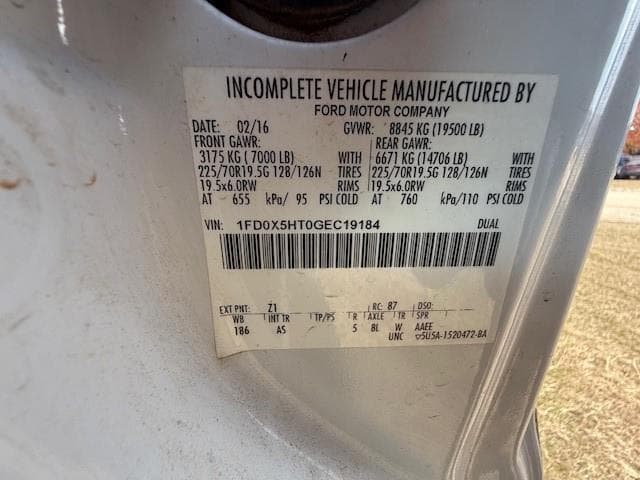 INCOMPLETE VEHICLE MANUFACTURED BY
FORD MOTOR COMPANY
DATE: 02/16 GVWR: 8845 KG (19500 LB)
FRONT GAWR: REAR GAWR:
3175 KG ( 7000 LB) WITH 6671 KG (14706 LB) WITH
225/70R19.5G 128/126N TIRES 225/70R19.5G 128/126N TIRES
19.5x6.0RW RIMS 19.5x6.0RW RIMS
AT 655 kPa/ 95 PSI COLD AT 760 kPa/110 PSI COLD
VIN: 1FD0X5HT0GEC19184 DUAL
EXT PNT: Z1 RC: 87 DSO:
WB INT TR TP/PS R AXLE TR SPR
186 AS 5 BL W AAEE
UNC ▽5U5A-1520472-BA